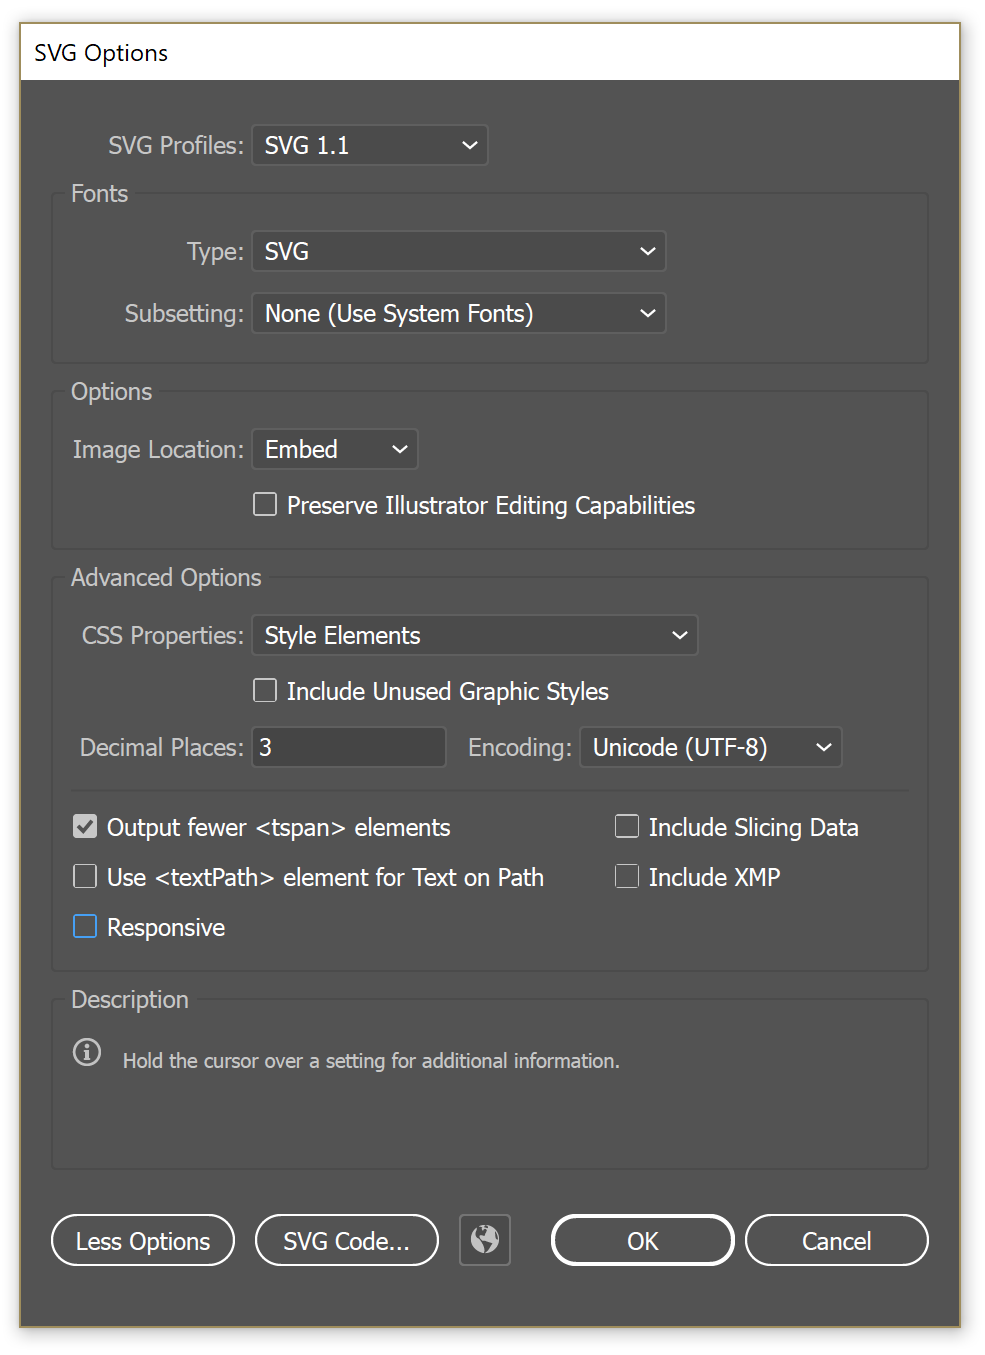 SVG Options
SVG Profiles: SVG 1.1
Fonts
Type: SVG
Subsetting: None (Use System Fonts)
Options
Image Location: Embed
Preserve Illustrator Editing Capabilities
Advanced Options
CSS Properties: Style Elements
Include Unused Graphic Styles
Decimal Places: 3 Encoding: Unicode (UTF-8)
Output fewer <tspan> elements Include Slicing Data
Use <textPath> element for Text on Path Include XMP
Responsive
Description
Hold the cursor over a setting for additional information.
Less Options SVG Code... OK Cancel